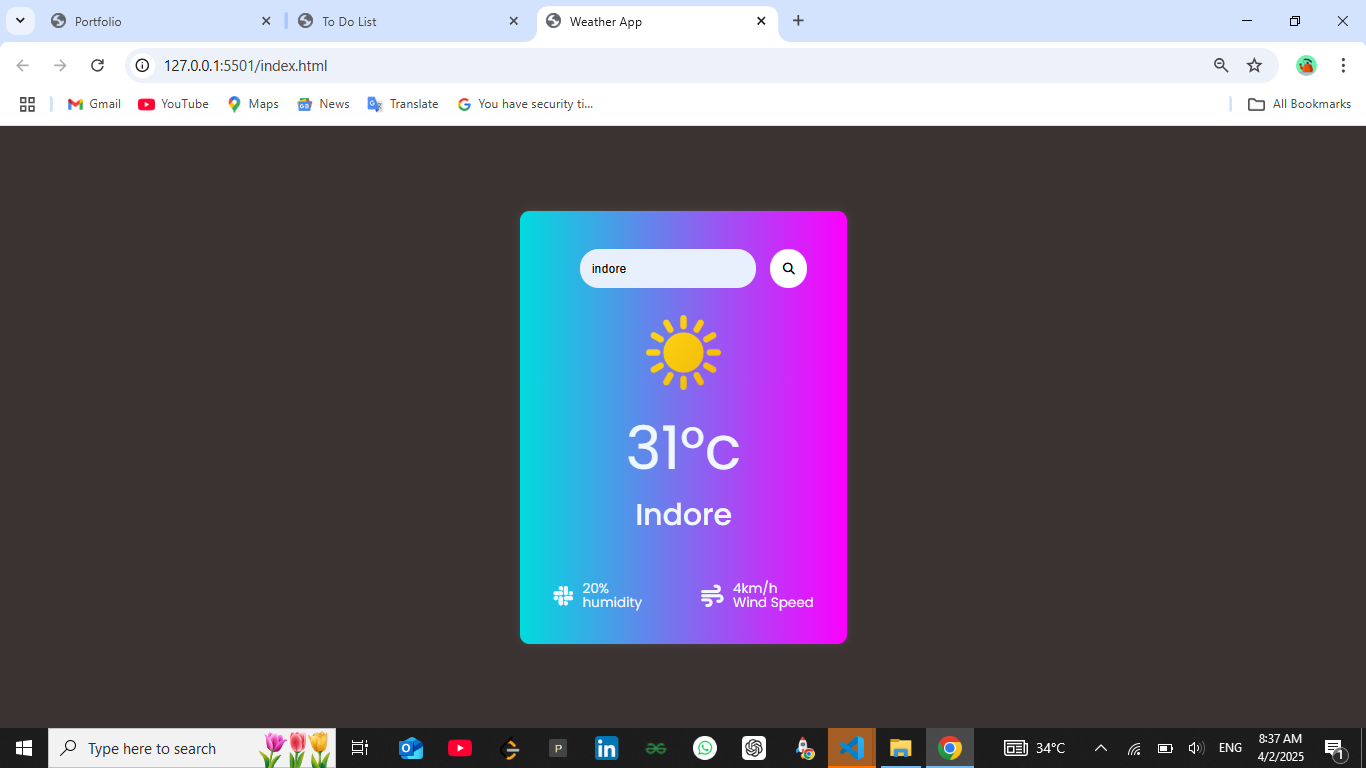 Portfolio
To Do List
Weather App
127.0.0.1:5501/index.html
Gmail
YouTube
Maps
News
Translate
You have security ti...
All Bookmarks
indore
31°c
Indore
20%
humidity
4km/h
Wind Speed
Type here to search
34°C
ENG
8:37 AM
4/2/2025
1